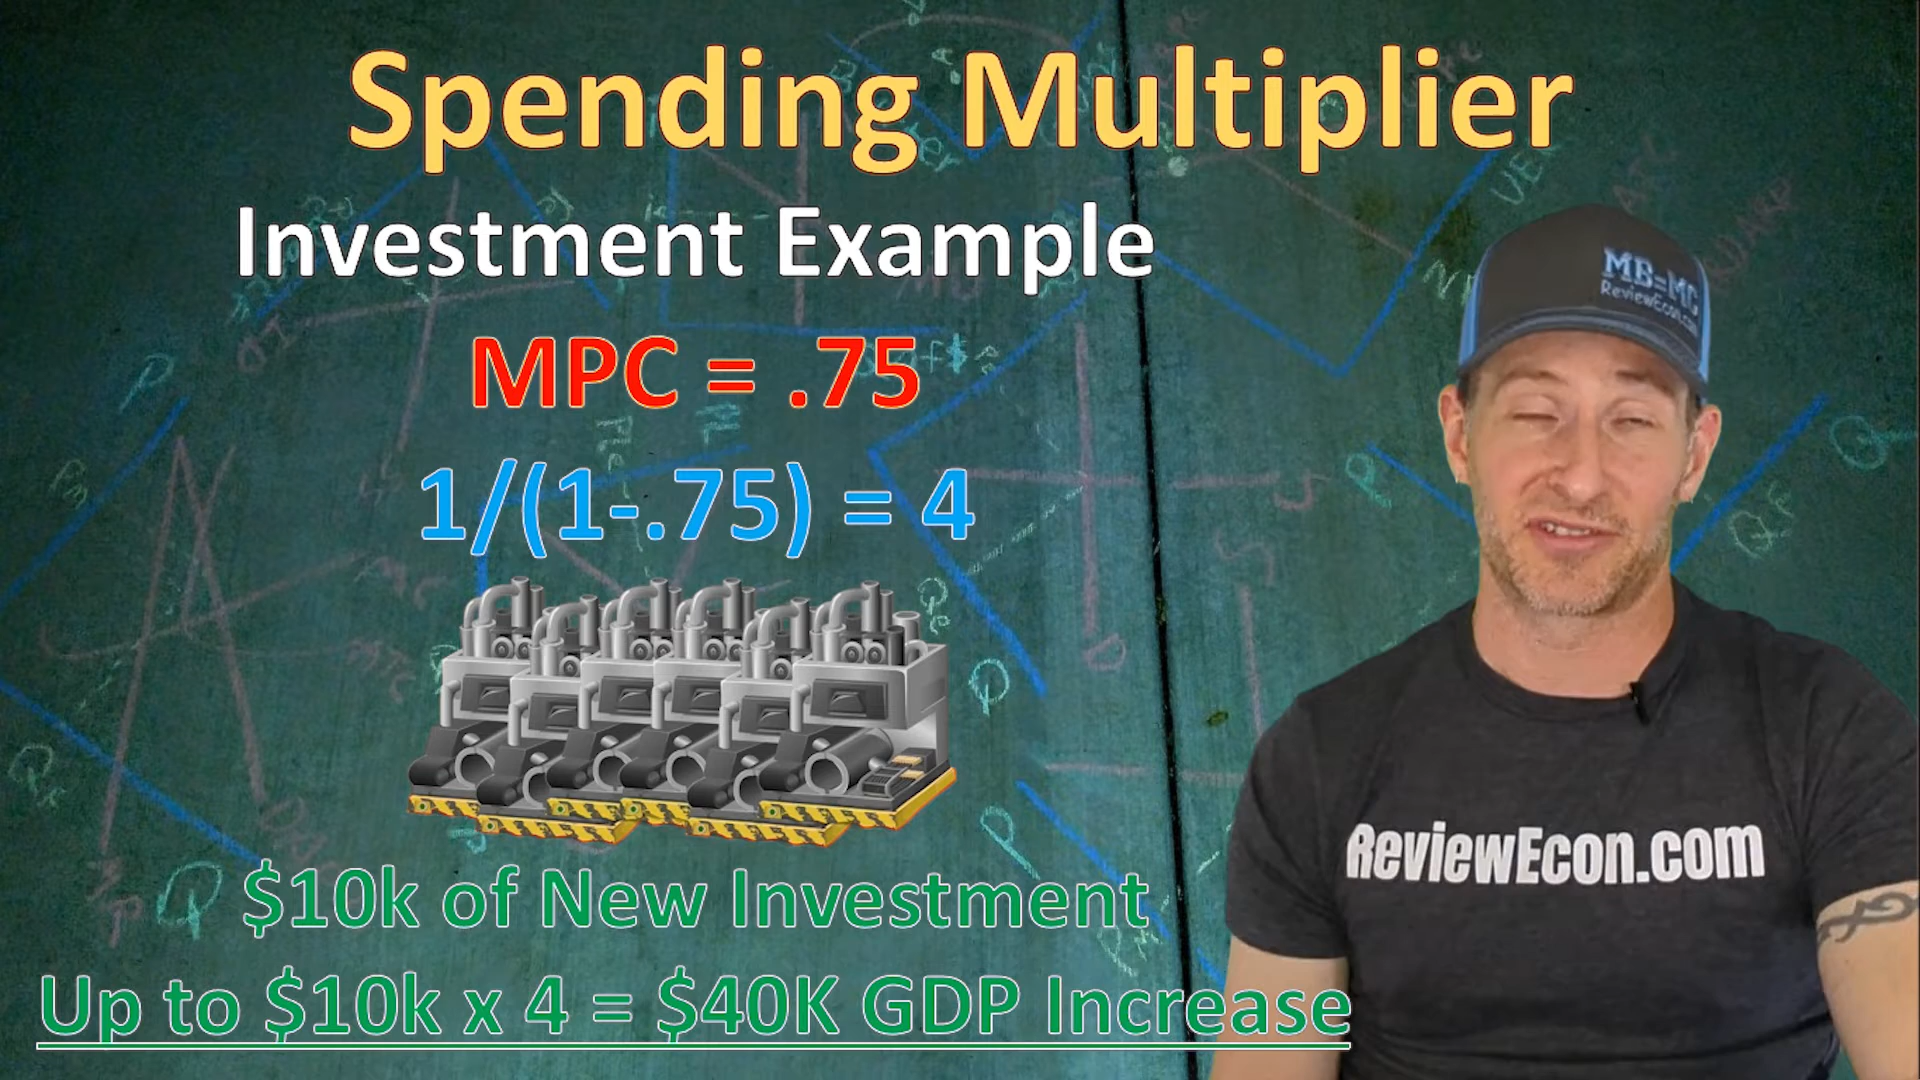 Spending Multiplier
Investment Example
MPC = .75
1/(1-.75) = 4
$10k of New Investment
Up to $10k x 4 = $40K GDP Increase
MB=MC
ReviewEcon.com
ReviewEcon.com